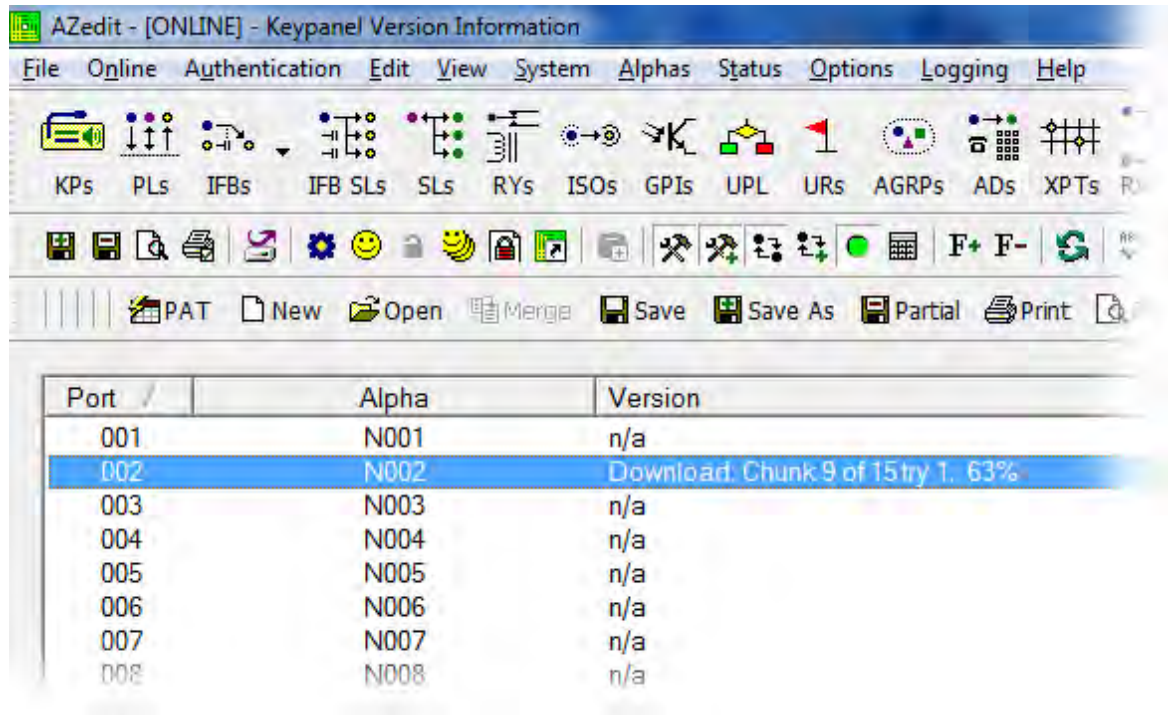 AZedit - [ONLINE] - Keypanel Version Information
File Online Authentication Edit View System Alphas Status Options Logging Help
KPs PLs IFBs IFB SLs SLs RYs ISOs GPIs UPL URs AGRPs ADs XPTs
F+ F-
PAT New Open Merge Save Save As Partial Print
Port Alpha Version
001 N001 n/a
002 N002 Download: Chunk 9 of 15 try 1, 63%
003 N003 n/a
004 N004 n/a
005 N005 n/a
006 N006 n/a
007 N007 n/a
008 N008 n/a